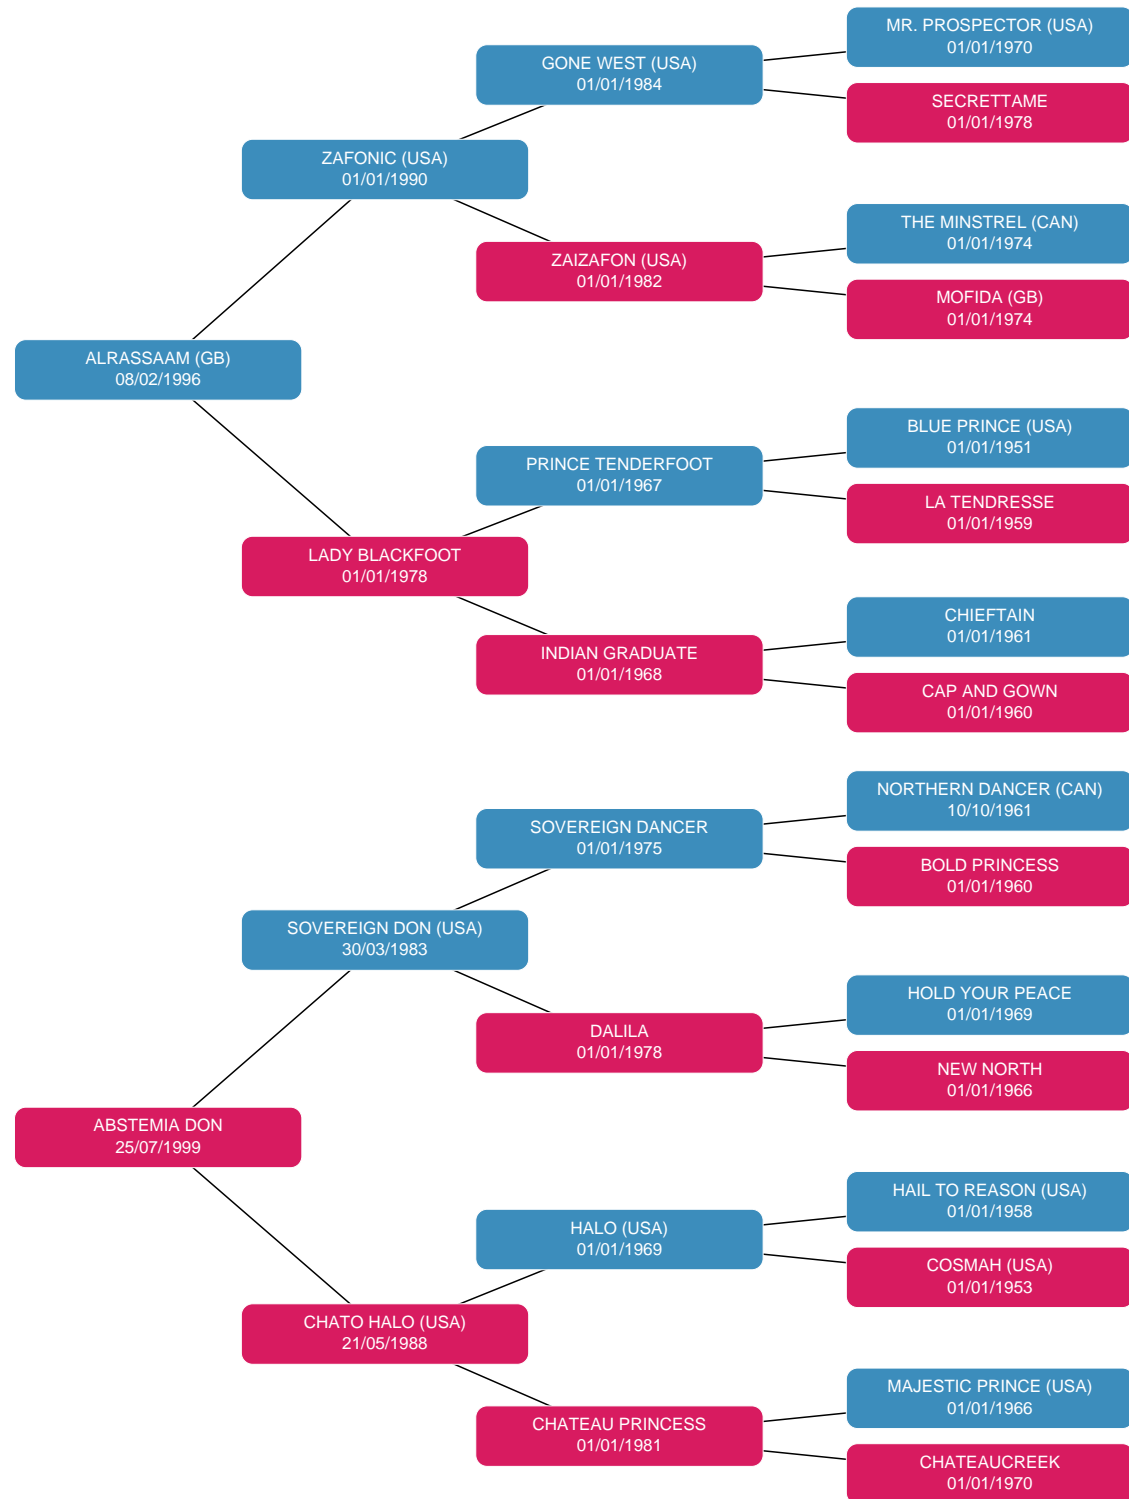 MR. PROSPECTOR (USA)
01/01/1970
GONE WEST (USA)
01/01/1984
SECRETTAME
01/01/1978
ZAFONIC (USA)
01/01/1990
THE MINSTREL (CAN)
01/01/1974
ZAIZAFON (USA)
01/01/1982
MOFIDA (GB)
01/01/1974
ALRASSAAM (GB)
08/02/1996
BLUE PRINCE (USA)
01/01/1951
PRINCE TENDERFOOT
01/01/1967
LA TENDRESSE
01/01/1959
LADY BLACKFOOT
01/01/1978
CHIEFTAIN
01/01/1961
INDIAN GRADUATE
01/01/1968
CAP AND GOWN
01/01/1960
NORTHERN DANCER (CAN)
10/10/1961
SOVEREIGN DANCER
01/01/1975
BOLD PRINCESS
01/01/1960
SOVEREIGN DON (USA)
30/03/1983
HOLD YOUR PEACE
01/01/1969
DALILA
01/01/1978
NEW NORTH
01/01/1966
ABSTEMIA DON
25/07/1999
HAIL TO REASON (USA)
01/01/1958
HALO (USA)
01/01/1969
COSMAH (USA)
01/01/1953
CHATO HALO (USA)
21/05/1988
MAJESTIC PRINCE (USA)
01/01/1966
CHATEAU PRINCESS
01/01/1981
CHATEAUCREEK
01/01/1970